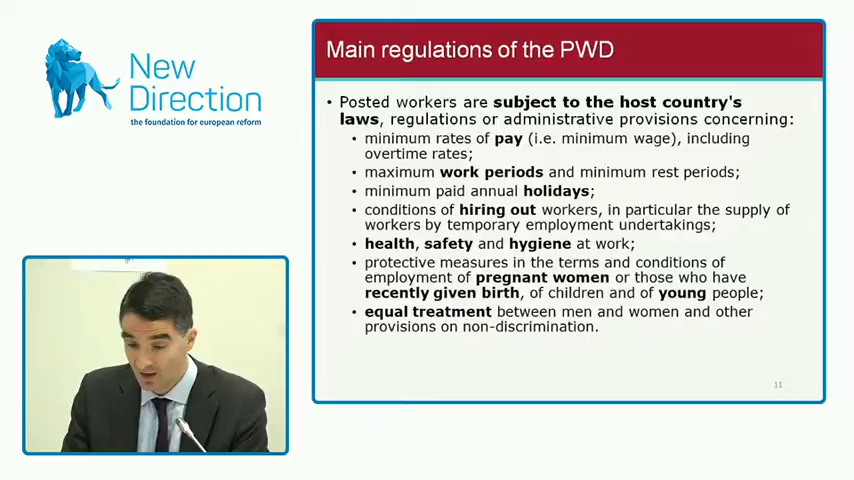 New
Direction
the foundation for european reform
Main regulations of the PWD
• Posted workers are subject to the host country's
laws, regulations or administrative provisions concerning:
• minimum rates of pay (i.e. minimum wage), including
overtime rates;
• maximum work periods and minimum rest periods;
• minimum paid annual holidays;
• conditions of hiring out workers, in particular the supply of
workers by temporary employment undertakings;
• health, safety and hygiene at work;
• protective measures in the terms and conditions of
employment of pregnant women or those who have
recently given birth, of children and of young people;
• equal treatment between men and women and other
provisions on non-discrimination.
11